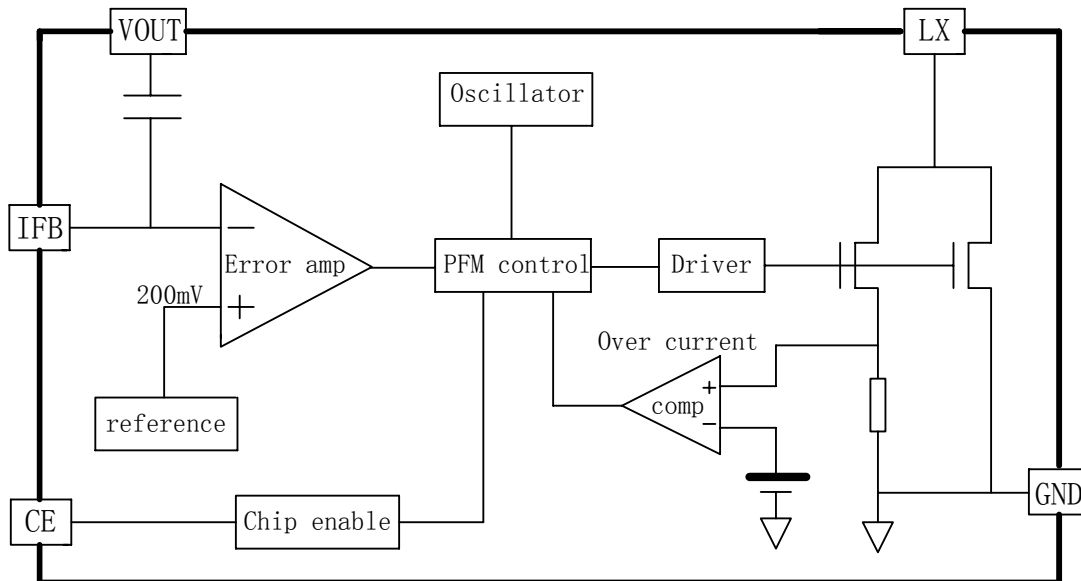 VOUT
LX
Oscillator
IFB
−
Error amp
PFM control
Driver
200mV
+
Over current
+
comp
−
reference
GND
CE
Chip enable